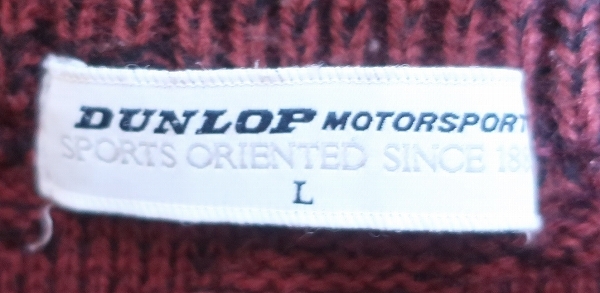 DUNLOP MOTORSPORT
SPORTS ORIENTED SINCE
L